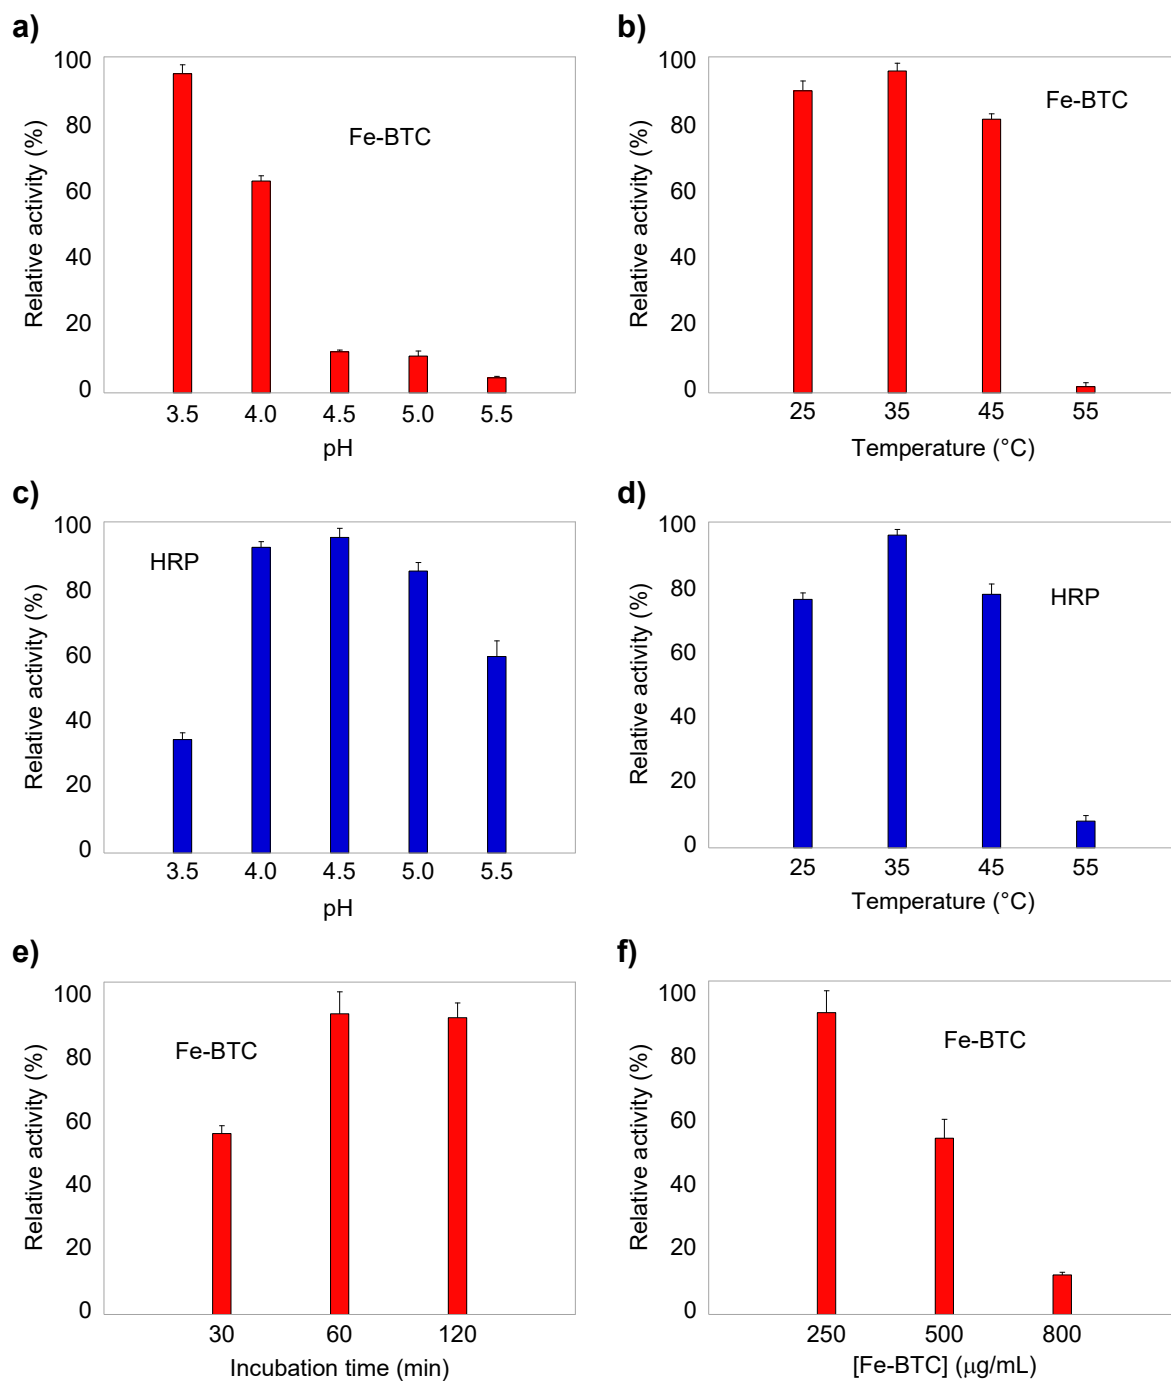 a)
100
80
60
40
20
0
Relative activity (%)
Fe-BTC
3.5 4.0 4.5 5.0 5.5
pH
b)
100
80
60
40
20
0
Relative activity (%)
Fe-BTC
25 35 45 55
Temperature (°C)
c)
100
80
60
40
20
0
Relative activity (%)
HRP
3.5 4.0 4.5 5.0 5.5
pH
d)
100
80
60
40
20
0
Relative activity (%)
HRP
25 35 45 55
Temperature (°C)
e)
100
80
60
40
20
0
Relative activity (%)
Fe-BTC
30 60 120
Incubation time (min)
f)
100
80
60
40
20
0
Relative activity (%)
Fe-BTC
250 500 800
[Fe-BTC] (μg/mL)